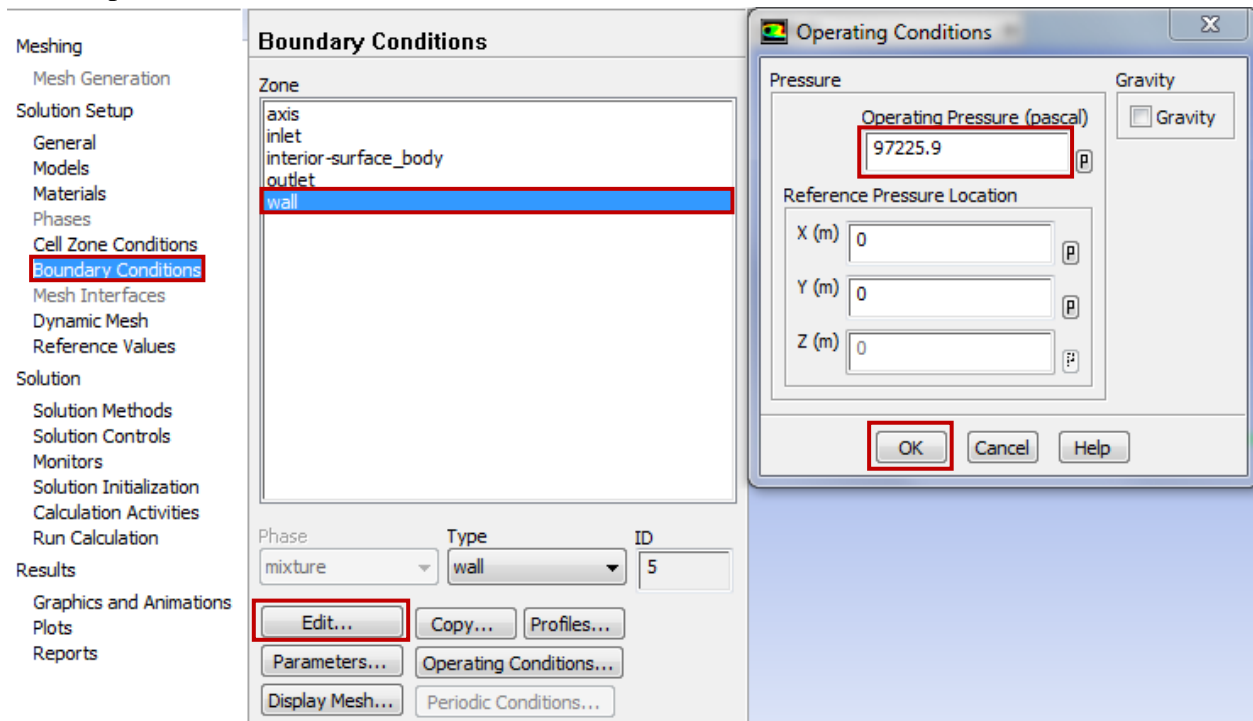 Meshing
Mesh Generation
Solution Setup
General
Models
Materials
Phases
Cell Zone Conditions
Boundary Conditions
Mesh Interfaces
Dynamic Mesh
Reference Values
Solution
Solution Methods
Solution Controls
Monitors
Solution Initialization
Calculation Activities
Run Calculation
Results
Graphics and Animations
Plots
Reports
Boundary Conditions
Zone
axis
inlet
interior-surface_body
outlet
wall
Phase Type ID
mixture wall 5
Edit... Copy... Profiles...
Parameters... Operating Conditions...
Display Mesh... Periodic Conditions...
Operating Conditions
Pressure Gravity
Operating Pressure (pascal) Gravity
97225.9 P
Reference Pressure Location
X (m) 0 P
Y (m) 0 P
Z (m) 0
OK Cancel Help